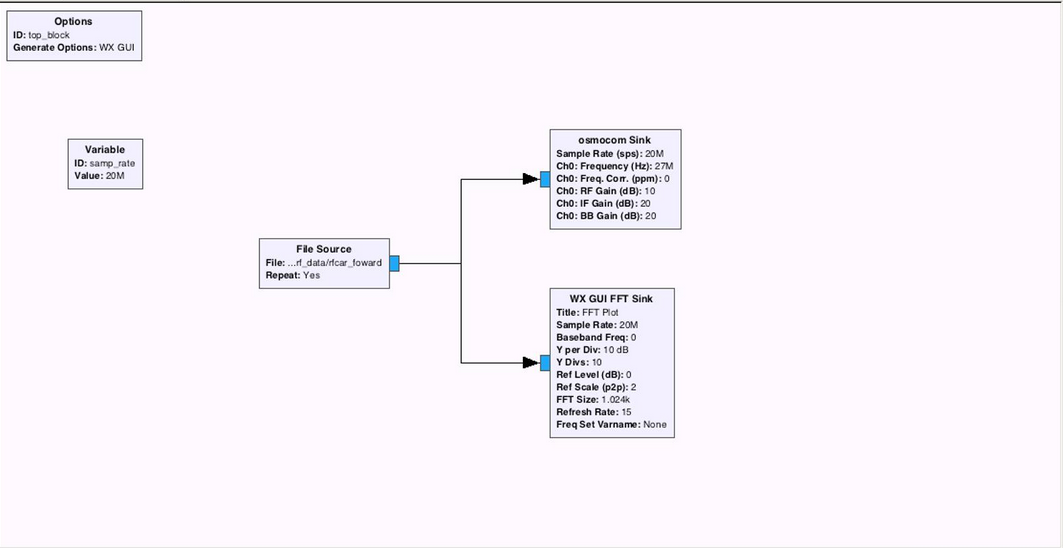 Options
ID: top_block
Generate Options: WX GUI
Variable
ID: samp_rate
Value: 20M
File Source
File: ...rf_data/rfcar_foward
Repeat: Yes
osmocom Sink
Sample Rate (sps): 20M
Ch0: Frequency (Hz): 27M
Ch0: Freq. Corr. (ppm): 0
Ch0: RF Gain (dB): 10
Ch0: IF Gain (dB): 20
Ch0: BB Gain (dB): 20
WX GUI FFT Sink
Title: FFT Plot
Sample Rate: 20M
Baseband Freq: 0
Y per Div: 10 dB
Y Divs: 10
Ref Level (dB): 0
Ref Scale (p2p): 2
FFT Size: 1.024k
Refresh Rate: 15
Freq Set Varname: None